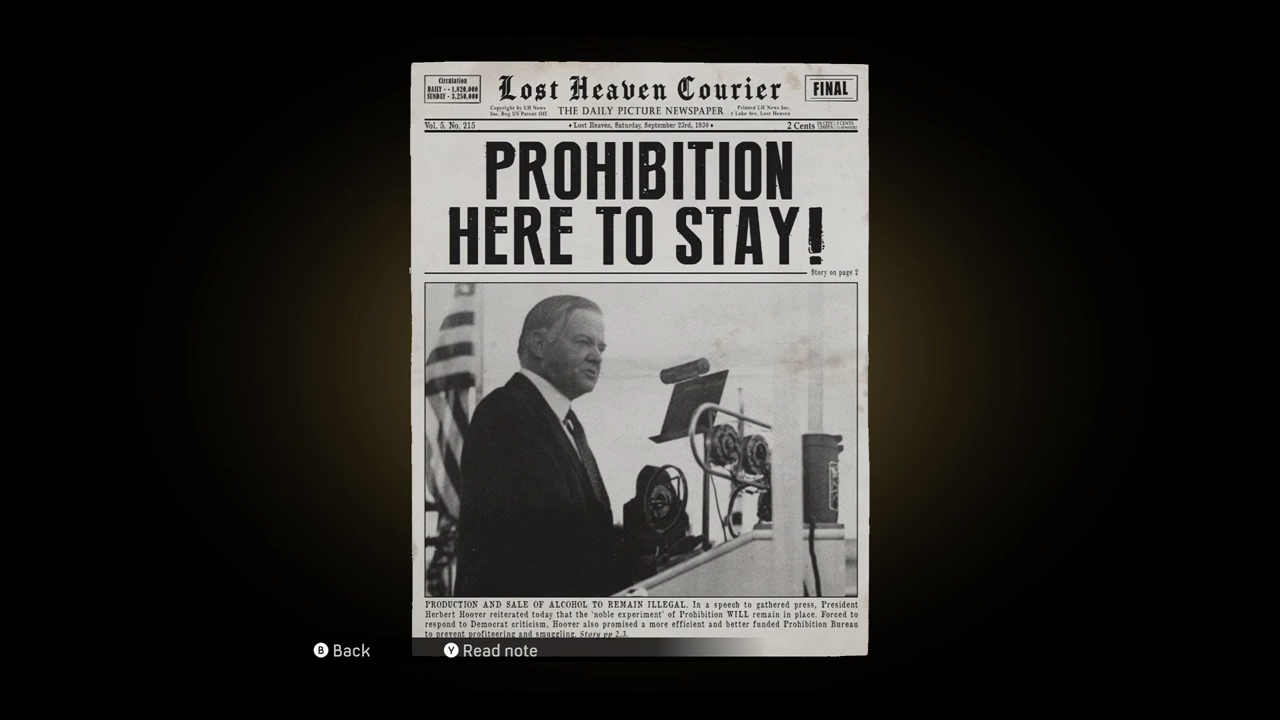 Circulation
DAILY - - 1,820,000
SUNDAY - 3,250,000
Lost Heaven Courier
FINAL
Copyright by LH News
Inc. Reg US Patent Off.
THE DAILY PICTURE NEWSPAPER
Printed LH News Inc.
1 Lake Ave, Lost Heaven
Vol. 5, No. 215
♦ Lost Heaven, Saturday, September 23rd, 1930 ♦
2 Cents
PROHIBITION
HERE TO STAY!
Story on page 2
PRODUCTION AND SALE OF ALCOHOL TO REMAIN ILLEGAL. In a speech to gathered press, President
Herbert Hoover reiterated today that the 'noble experiment' of Prohibition WILL remain in place. Forced to
respond to Democrat criticism, Hoover also promised a more efficient and better funded Prohibition Bureau
to prevent profiteering and smuggling. Story pp 2,3.
B Back
Y Read note